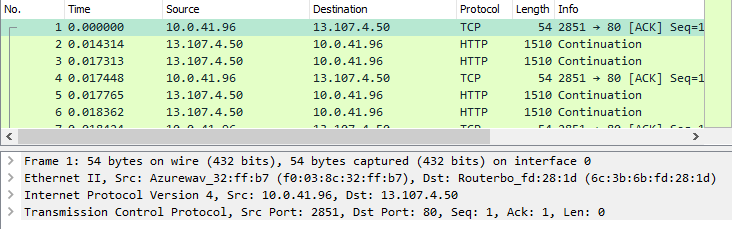 No. Time Source Destination Protocol Length Info
1 0.000000 10.0.41.96 13.107.4.50 TCP 54 2851 → 80 [ACK] Seq=1
2 0.014314 13.107.4.50 10.0.41.96 HTTP 1510 Continuation
3 0.017313 13.107.4.50 10.0.41.96 HTTP 1510 Continuation
4 0.017448 10.0.41.96 13.107.4.50 TCP 54 2851 → 80 [ACK] Seq=1
5 0.017765 13.107.4.50 10.0.41.96 HTTP 1510 Continuation
6 0.018362 13.107.4.50 10.0.41.96 HTTP 1510 Continuation
Frame 1: 54 bytes on wire (432 bits), 54 bytes captured (432 bits) on interface 0
Ethernet II, Src: Azurewav_32:ff:b7 (f0:03:8c:32:ff:b7), Dst: Routerbo_fd:28:1d (6c:3b:6b:fd:28:1d)
Internet Protocol Version 4, Src: 10.0.41.96, Dst: 13.107.4.50
Transmission Control Protocol, Src Port: 2851, Dst Port: 80, Seq: 1, Ack: 1, Len: 0